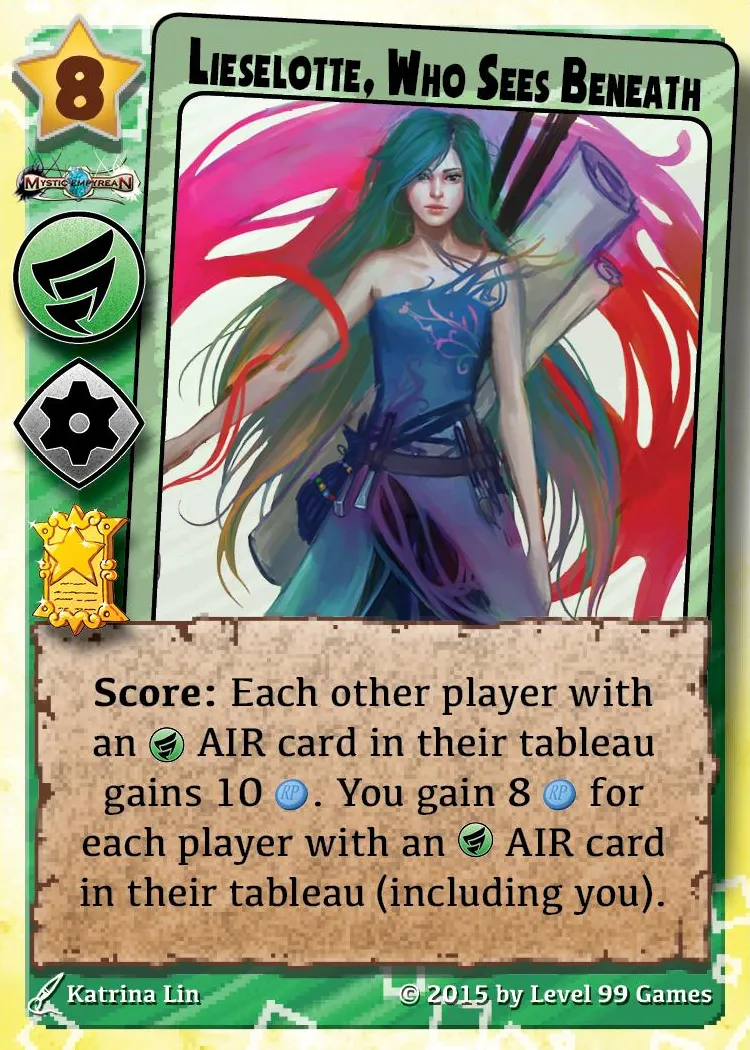 8
Lieselotte, Who Sees Beneath
Mystic Empyrean
Score: Each other player with
an AIR card in their tableau
gains 10 RP. You gain 8 RP for
each player with an AIR card
in their tableau (including you).
Katrina Lin
© 2015 by Level 99 Games